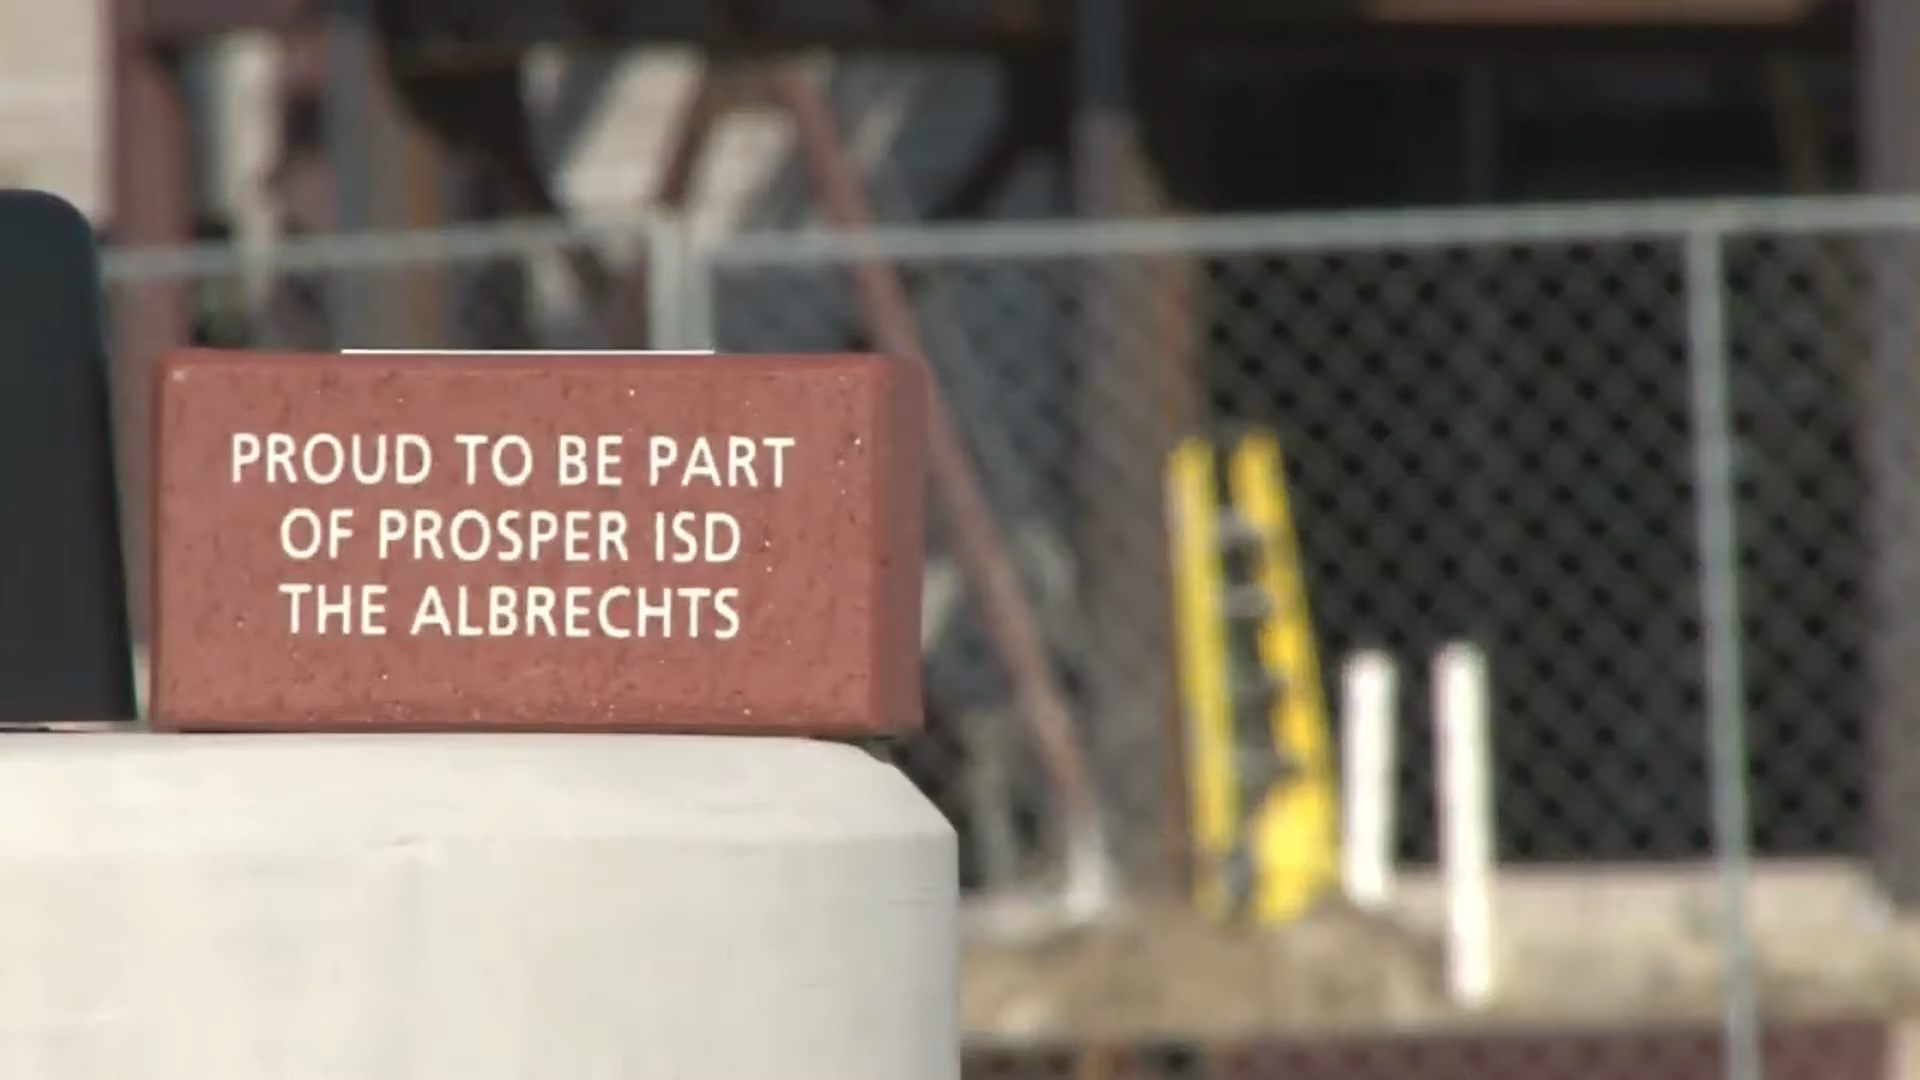 PROUD TO BE PART
OF PROSPER ISD
THE ALBRECHTS